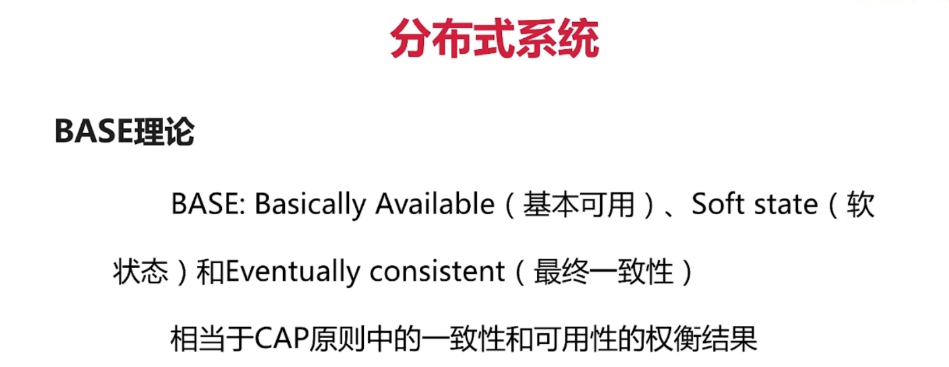 分布式系统
BASE理论
BASE: Basically Available（基本可用）、Soft state（软
状态）和Eventually consistent（最终一致性）
相当于CAP原则中的一致性和可用性的权衡结果